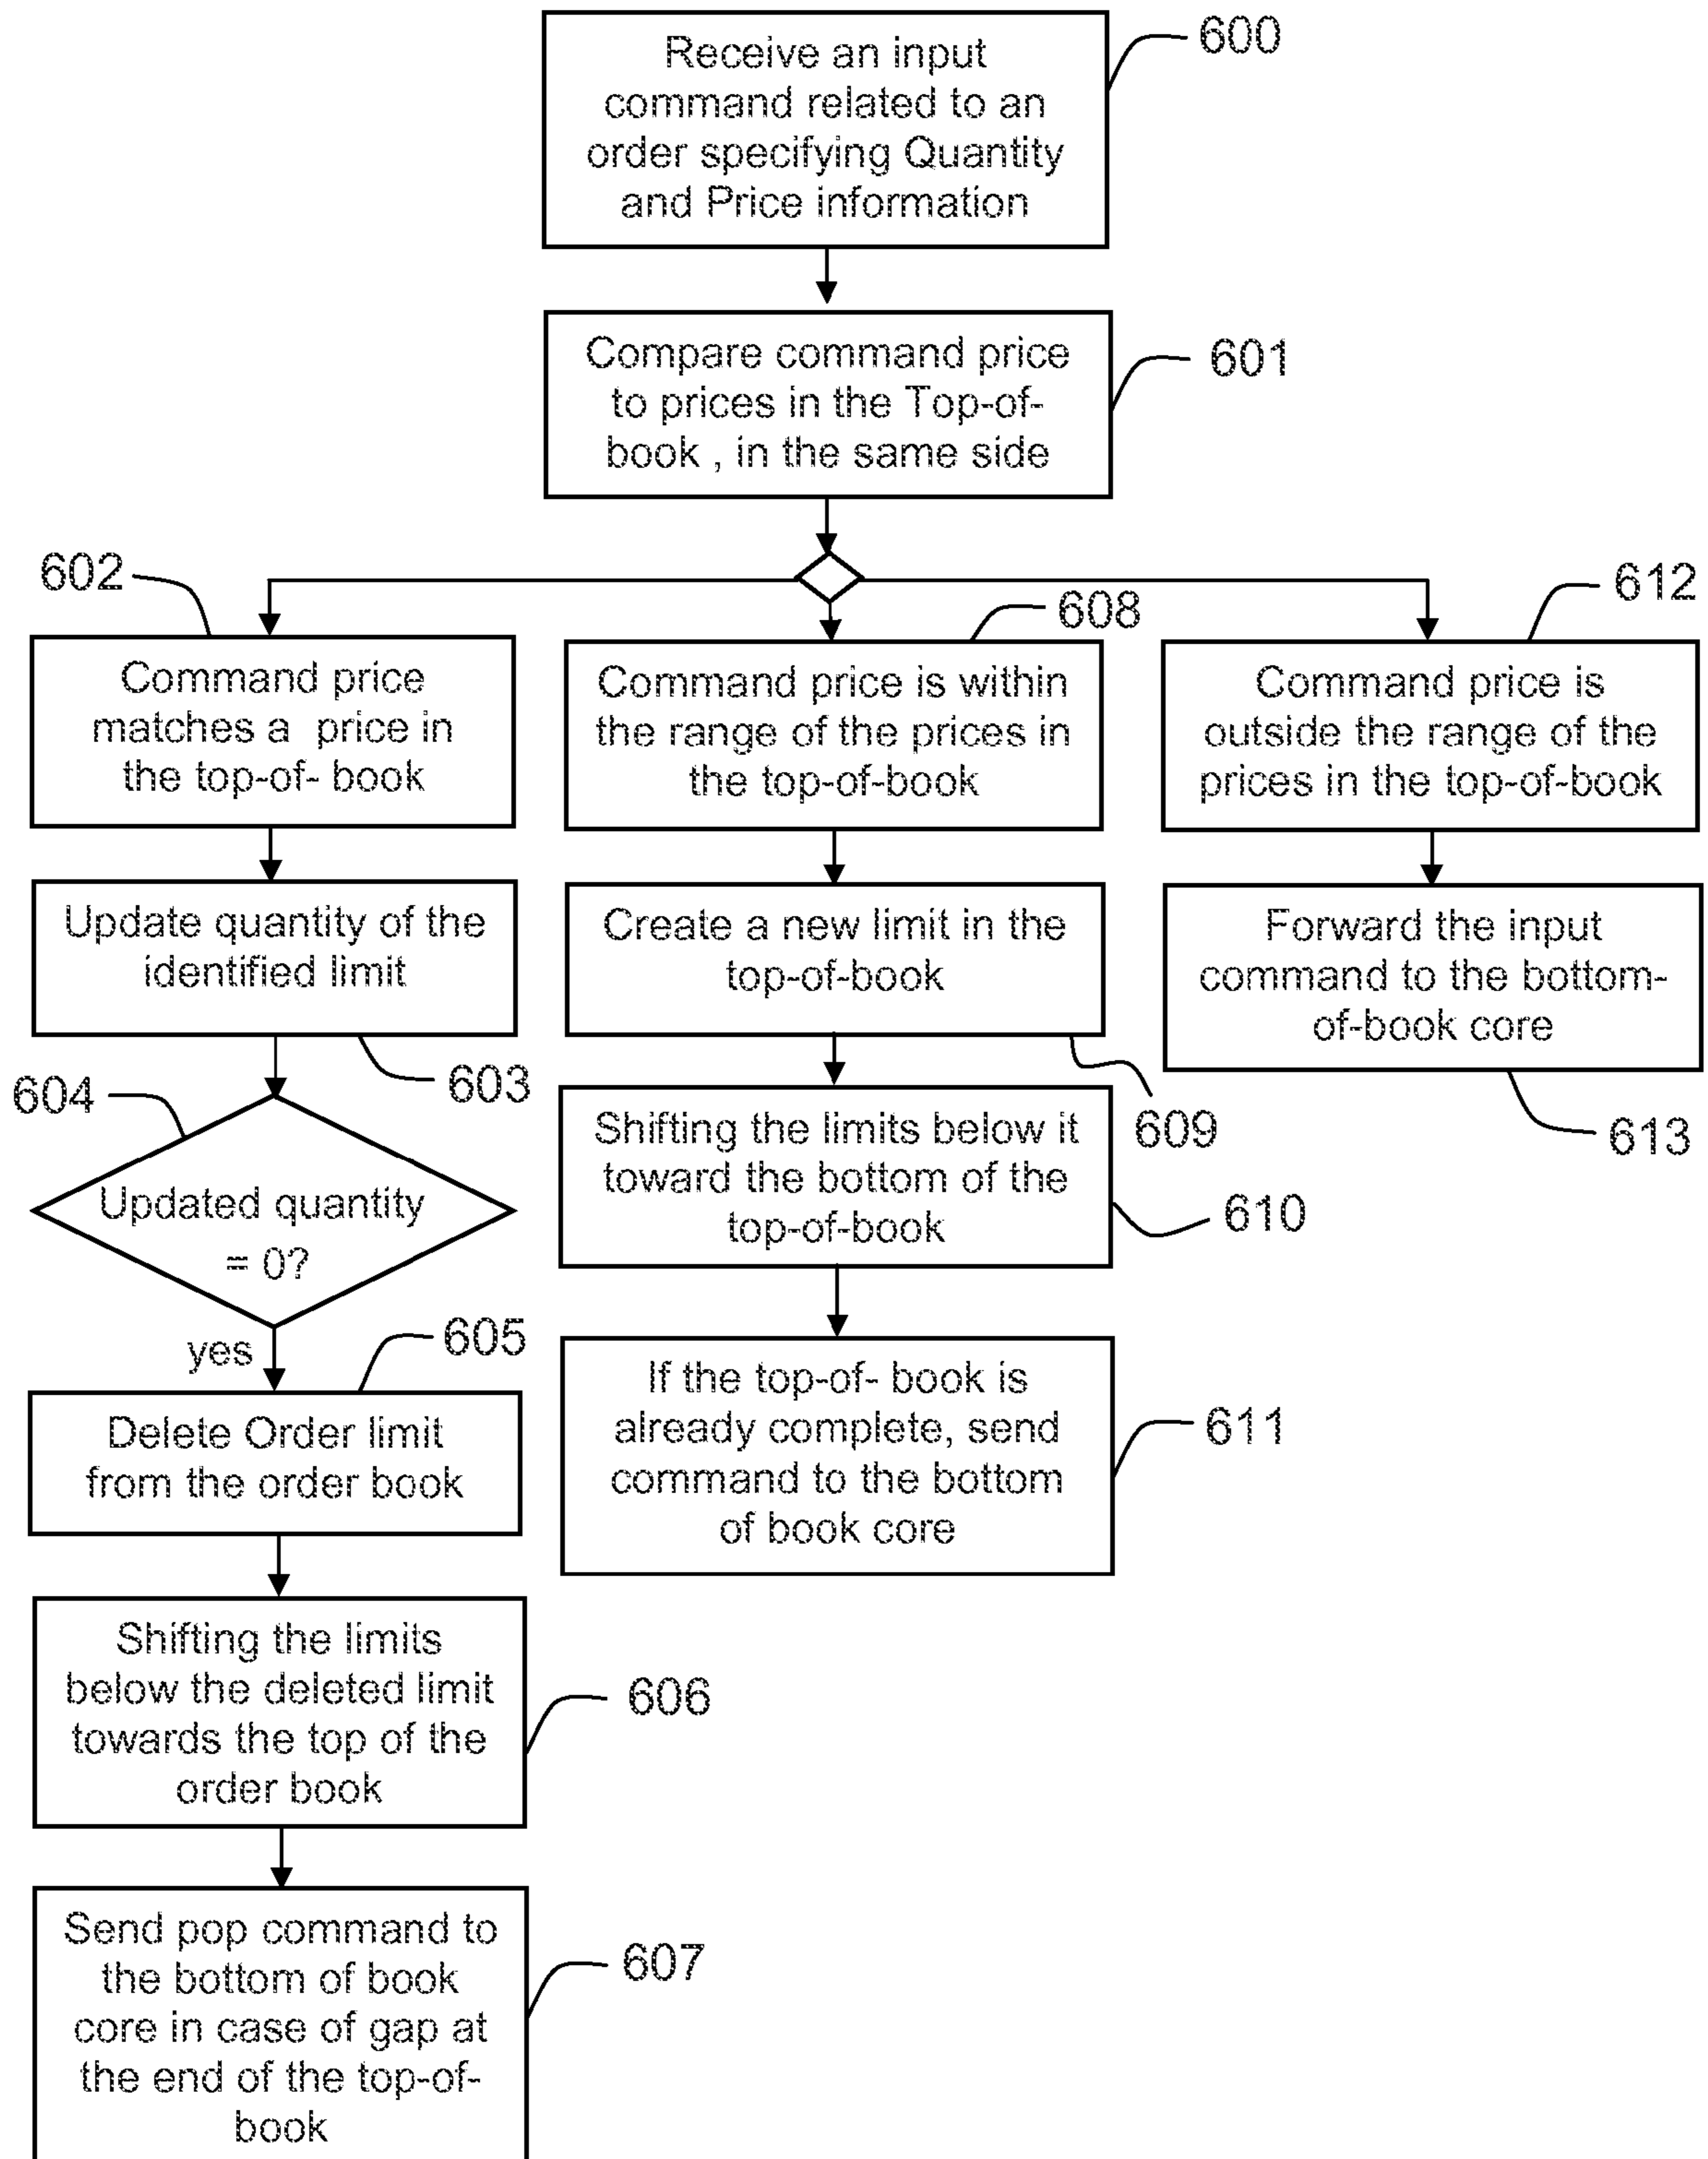 Receive an input
command related to an
order specifying Quantity
and Price information
600
Compare command price
to prices in the Top-of-
book , in the same side
601
602
Command price
matches a price in
the top-of- book
608
Command price is within
the range of the prices in
the top-of-book
612
Command price is
outside the range of the
prices in the top-of-book
Update quantity of the
identified limit
603
Create a new limit in the
top-of-book
609
Forward the input
command to the bottom-
of-book core
613
604
Updated quantity
= 0?
yes
Shifting the limits below it
toward the bottom of the
top-of-book
610
605
Delete Order limit
from the order book
If the top-of- book is
already complete, send
command to the bottom
of book core
611
Shifting the limits
below the deleted limit
towards the top of the
order book
606
Send pop command to
the bottom of book
core in case of gap at
the end of the top-of-
book
607